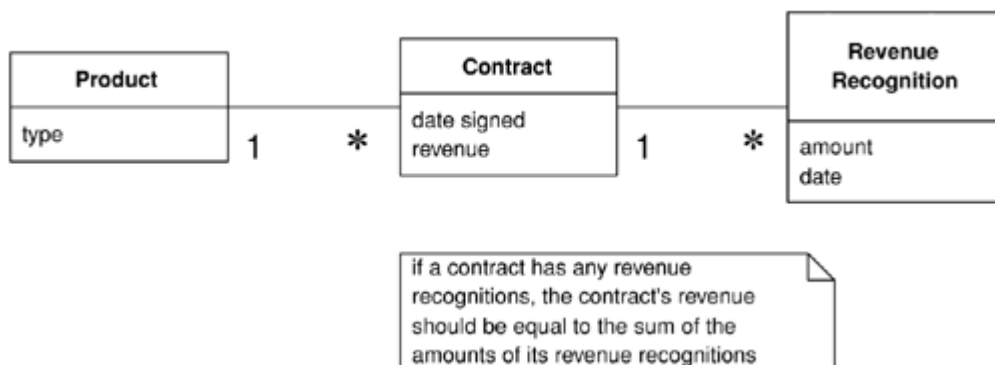 Product
type
1
*
Contract
date signed
revenue
1
*
Revenue
Recognition
amount
date
if a contract has any revenue
recognitions, the contract's revenue
should be equal to the sum of the
amounts of its revenue recognitions